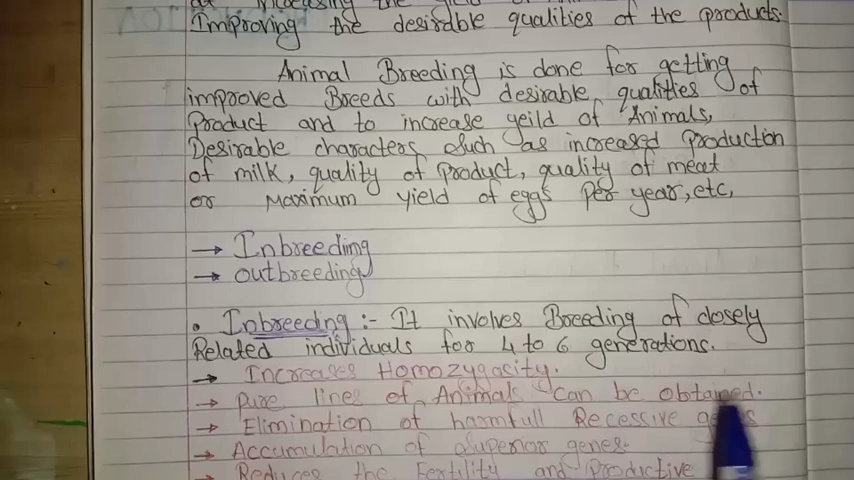 Increasing the
Improving the desirable qualities of the products.
Animal Breeding is done for getting
improved Breeds with desirable qualities of
Product and to increase yeild of Animals,
Desirable characters such as increased production
of milk, quality of product, quality of meat
or Maximum yield of eggs per year, etc,
→ Inbreeding
→ outbreeding
• Inbreeding :- It involves Breeding of closely
Related individuals for 4 to 6 generations.
→ Increases Homozygosity.
→ pure lines of Animals can be obtained.
→ Elimination of harmfull Recessive
→ Accumulation of superior genes.
→ Reduces the Fertility and Productive